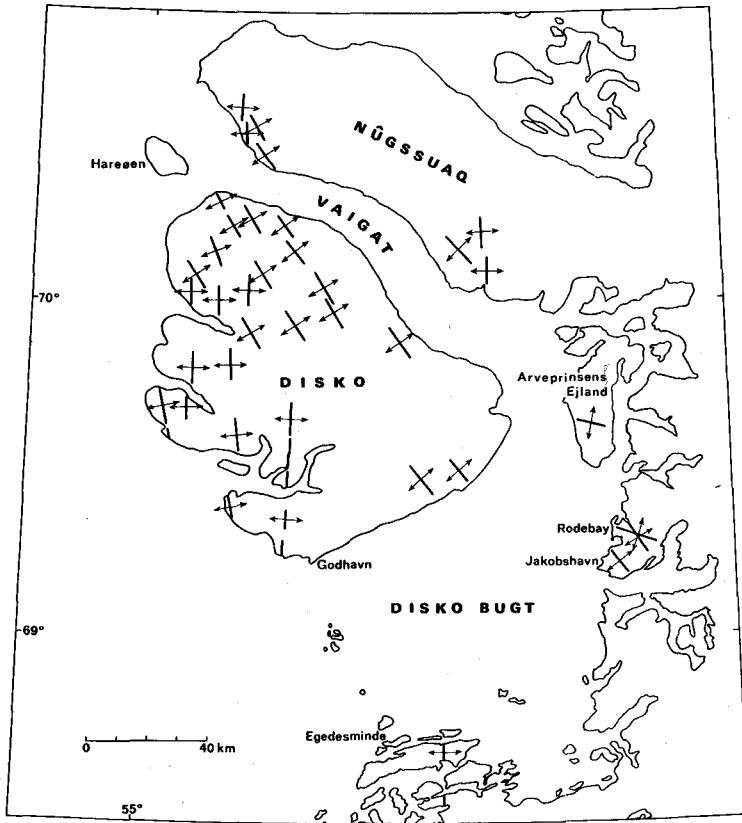 NÛGSSUAQ
Hareøen
VAIGAT
70°
DISKO
Arveprinsens
Ejland
Rodebay
Jakobshavn
Godhavn
DISKO BUGT
69°
Egedesminde
0 40 km
55°